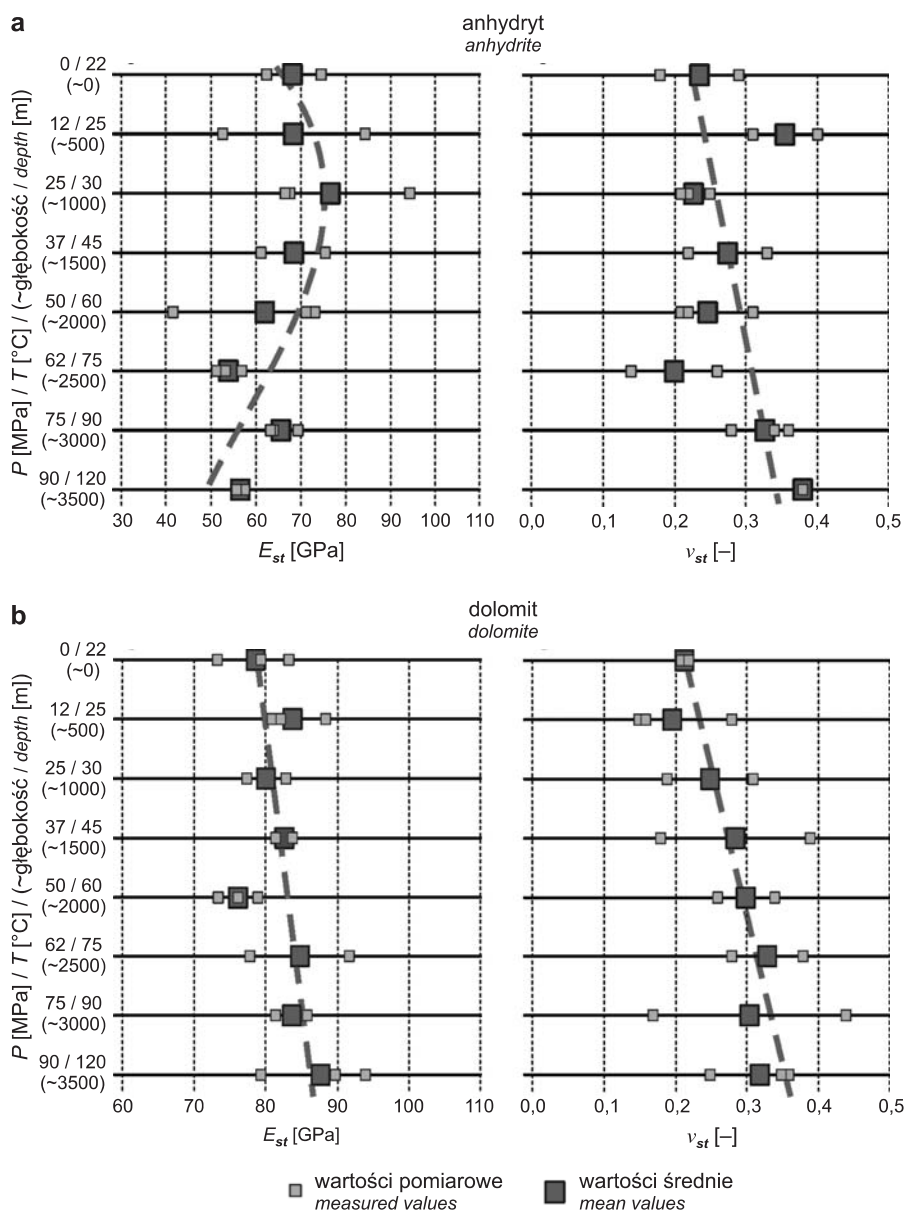 a
anhydryt
anhydrite
P [MPa] / T [°C] / (~głębokość / depth [m])
0 / 22
(~0)
12 / 25
(~500)
25 / 30
(~1000)
37 / 45
(~1500)
50 / 60
(~2000)
62 / 75
(~2500)
75 / 90
(~3000)
90 / 120
(~3500)
30 40 50 60 70 80 90 100 110
E st [GPa]
0,0 0,1 0,2 0,3 0,4 0,5
ν st [–]
b
dolomit
dolomite
P [MPa] / T [°C] / (~głębokość / depth [m])
0 / 22
(~0)
12 / 25
(~500)
25 / 30
(~1000)
37 / 45
(~1500)
50 / 60
(~2000)
62 / 75
(~2500)
75 / 90
(~3000)
90 / 120
(~3500)
60 70 80 90 100 110
E st [GPa]
0,0 0,1 0,2 0,3 0,4 0,5
ν st [–]
wartości pomiarowe
measured values
wartości średnie
mean values